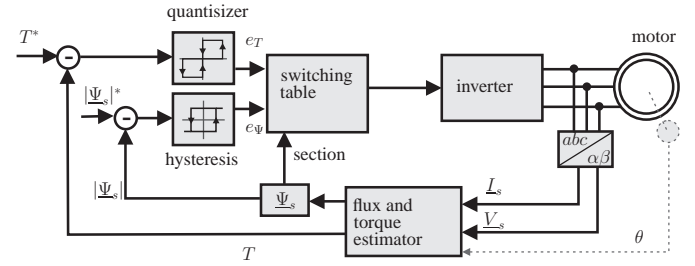 quantisizer
motor
T*
e_T
switching
table
inverter
|Ψ_s|*
e_Ψ
hysteresis
section
abc
αβ
|Ψ_s|
Ψ_s
flux and
torque
estimator
I_s
V_s
T
θ